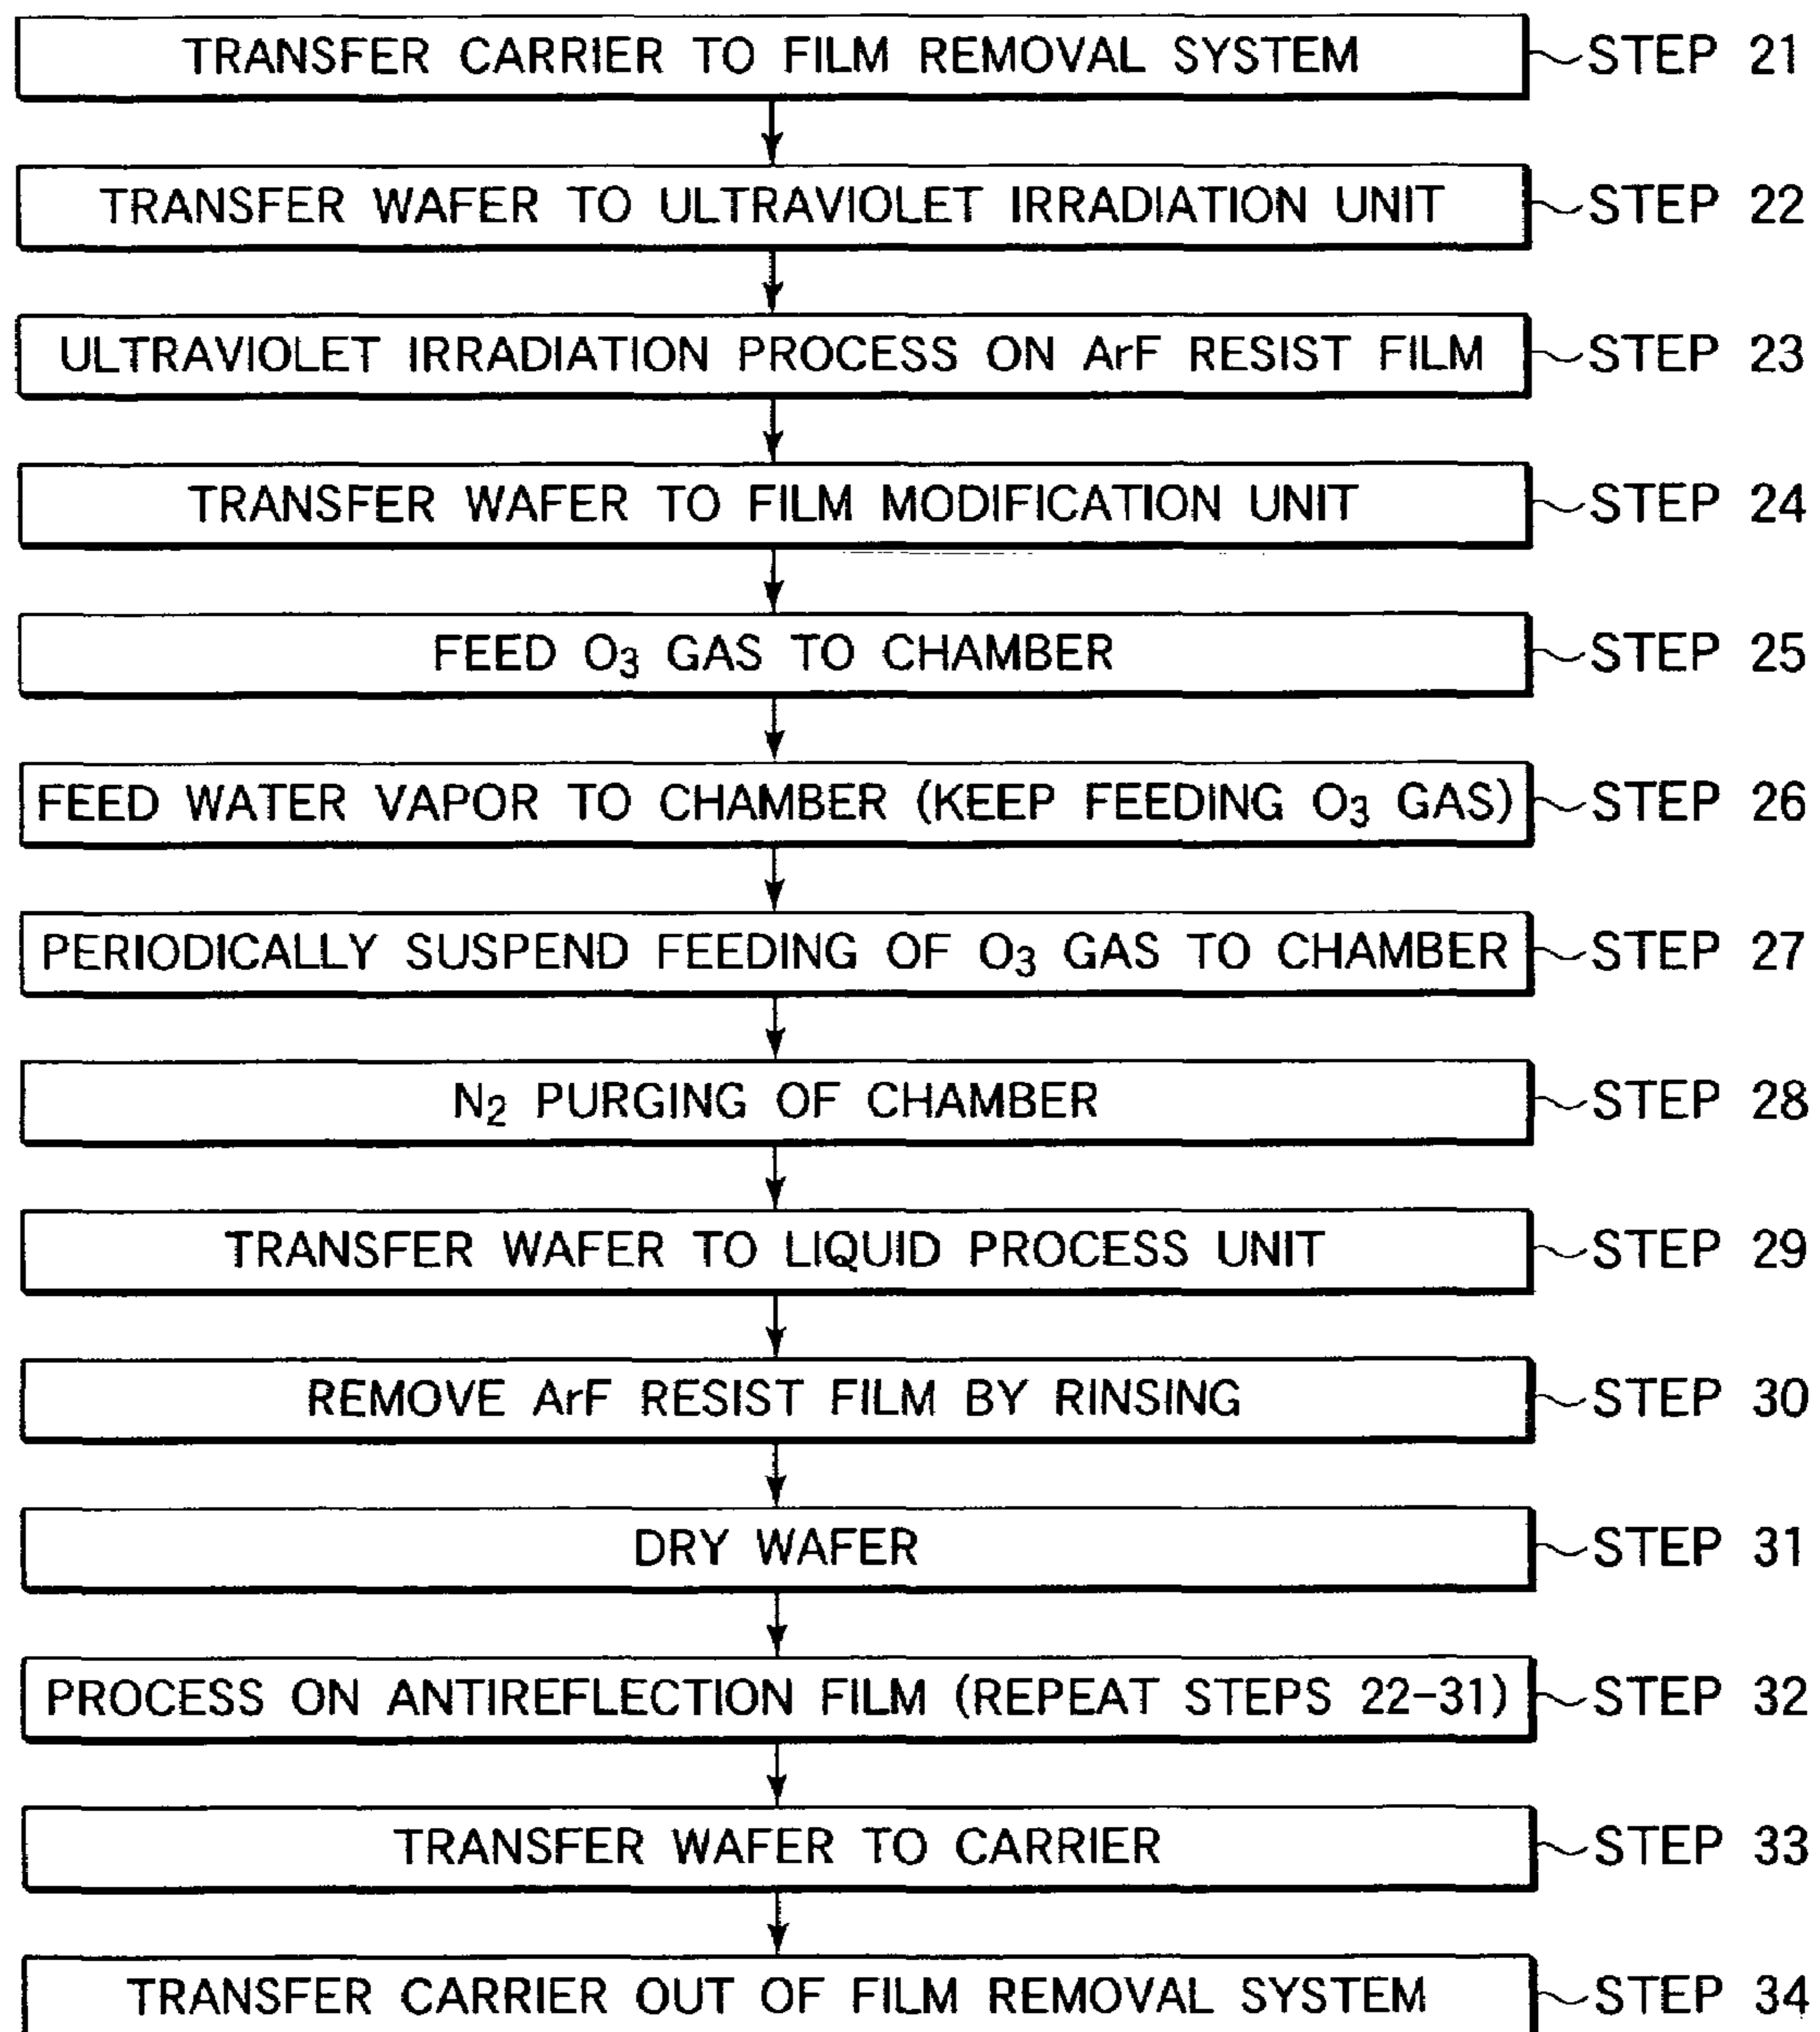 TRANSFER CARRIER TO FILM REMOVAL SYSTEM STEP 21
TRANSFER WAFER TO ULTRAVIOLET IRRADIATION UNIT STEP 22
ULTRAVIOLET IRRADIATION PROCESS ON ArF RESIST FILM STEP 23
TRANSFER WAFER TO FILM MODIFICATION UNIT STEP 24
FEED O₃ GAS TO CHAMBER STEP 25
FEED WATER VAPOR TO CHAMBER (KEEP FEEDING O₃ GAS) STEP 26
PERIODICALLY SUSPEND FEEDING OF O₃ GAS TO CHAMBER STEP 27
N₂ PURGING OF CHAMBER STEP 28
TRANSFER WAFER TO LIQUID PROCESS UNIT STEP 29
REMOVE ArF RESIST FILM BY RINSING STEP 30
DRY WAFER STEP 31
PROCESS ON ANTIREFLECTION FILM (REPEAT STEPS 22-31) STEP 32
TRANSFER WAFER TO CARRIER STEP 33
TRANSFER CARRIER OUT OF FILM REMOVAL SYSTEM STEP 34